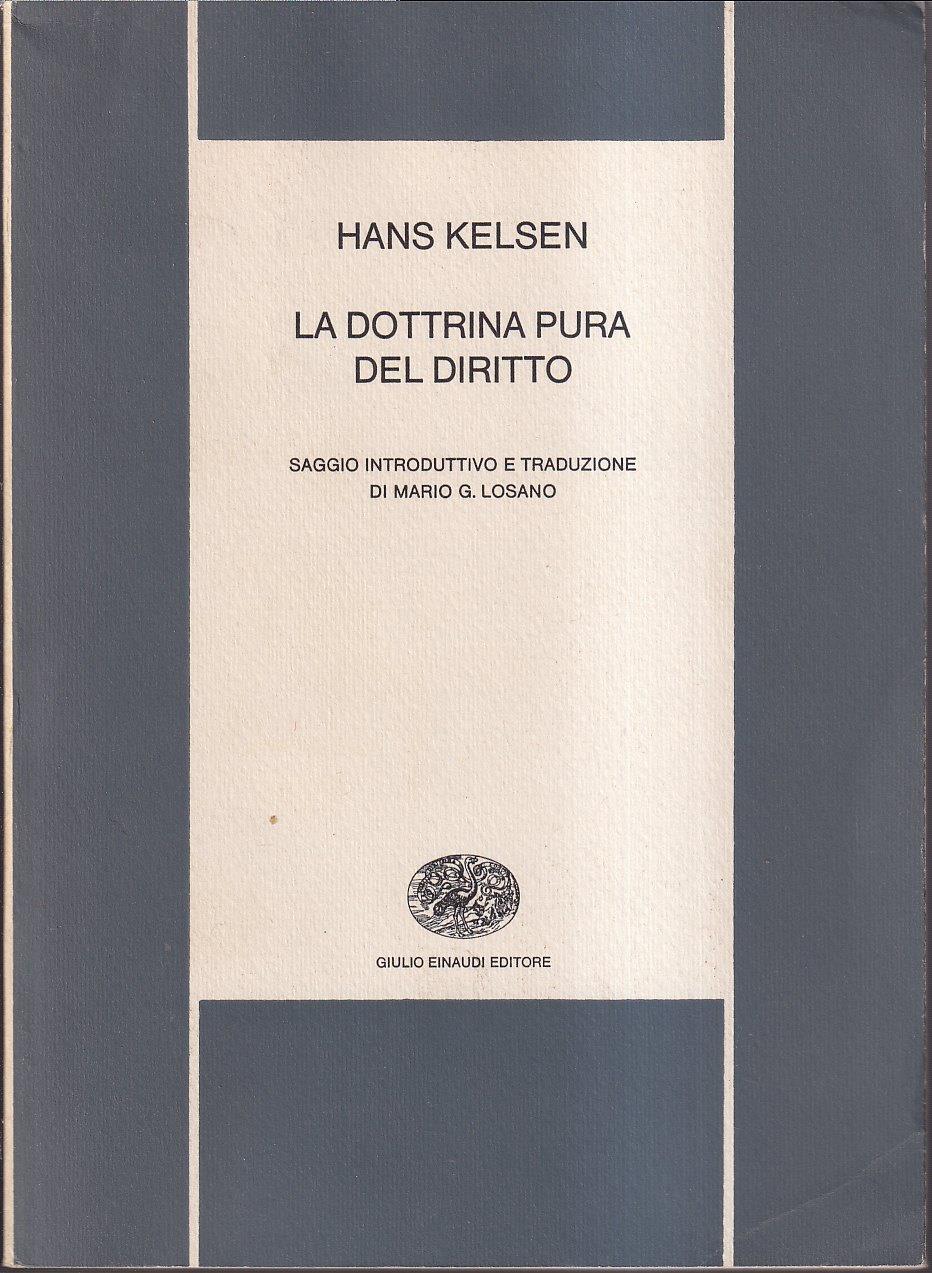 HANS KELSEN
LA DOTTRINA PURA
DEL DIRITTO
SAGGIO INTRODUTTIVO E TRADUZIONE
DI MARIO G. LOSANO
GIULIO EINAUDI EDITORE